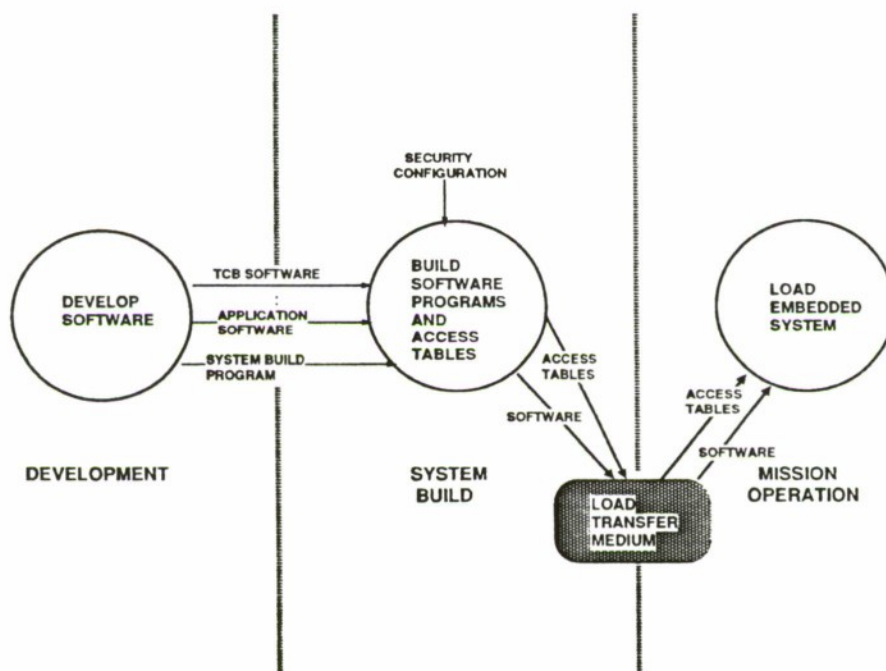 SECURITY
CONFIGURATION
TCB SOFTWARE
APPLICATION
SOFTWARE
SYSTEM BUILD
PROGRAM
DEVELOP
SOFTWARE
BUILD
SOFTWARE
PROGRAMS
AND
ACCESS
TABLES
LOAD
EMBEDDED
SYSTEM
ACCESS
TABLES
SOFTWARE
ACCESS
TABLES
SOFTWARE
DEVELOPMENT
SYSTEM
BUILD
MISSION
OPERATION
LOAD
TRANSFER
MEDIUM